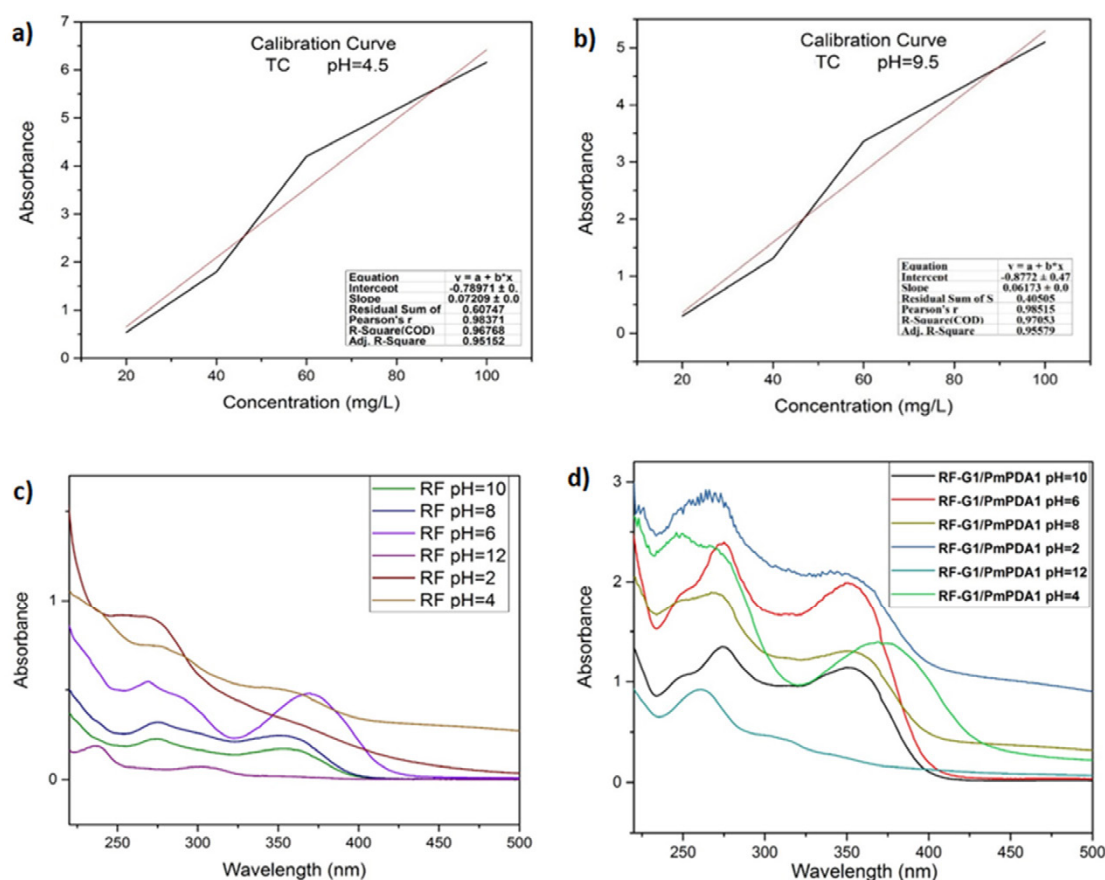 a)
Calibration Curve
TC pH=4.5
7
6
5
4
3
2
1
0
Absorbance
Equation y = a + b*x
Intercept -0.78971 ± 0.
Slope 0.07209 ± 0.0
Residual Sum of 0.60747
Pearson's r 0.98371
R-Square(COD) 0.96768
Adj. R-Square 0.95152
20 40 60 80 100
Concentration (mg/L)
b)
Calibration Curve
TC pH=9.5
5
4
3
2
1
0
Absorbance
Equation y = a + b*x
Intercept -0.8772 ± 0.47
Slope 0.06173 ± 0.0
Residual Sum of S 0.40505
Pearson's r 0.98515
R-Square(COD) 0.97053
Adj. R-Square 0.95579
20 40 60 80 100
Concentration (mg/L)
c)
RF pH=10
RF pH=8
RF pH=6
RF pH=12
RF pH=2
RF pH=4
1
0
Absorbance
250 300 350 400 450 500
Wavelength (nm)
d)
RF-G1/PmPDA1 pH=10
RF-G1/PmPDA1 pH=6
RF-G1/PmPDA1 pH=8
RF-G1/PmPDA1 pH=2
RF-G1/PmPDA1 pH=12
RF-G1/PmPDA1 pH=4
3
2
1
0
Absorbance
250 300 350 400 450 500
Wavelength (nm)